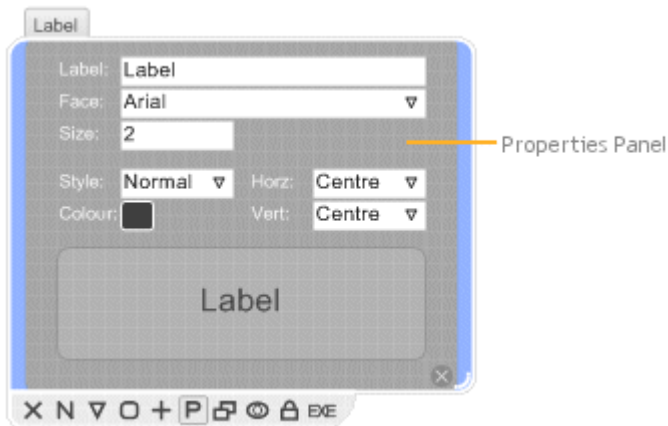 Label
Label: Label
Face: Arial
Size: 2
Properties Panel
Style: Normal Horz: Centre
Colour: Vert: Centre
Label
N P EXE